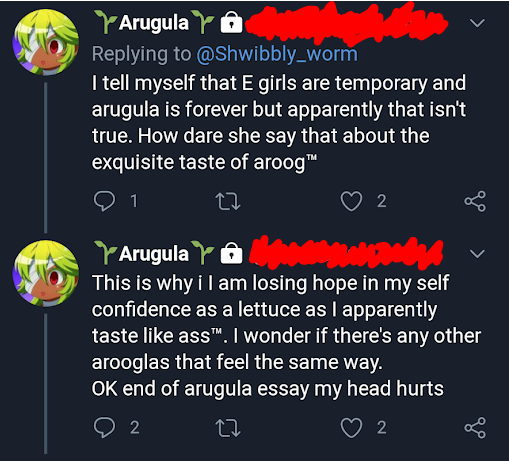 Arugula
Replying to @Shwibbly_worm
I tell myself that E girls are temporary and
arugula is forever but apparently that isn't
true. How dare she say that about the
exquisite taste of aroog™
1 2
Arugula
This is why i I am losing hope in my self
confidence as a lettuce as I apparently
taste like ass™. I wonder if there's any other
arooglas that feel the same way.
OK end of arugula essay my head hurts
2 2